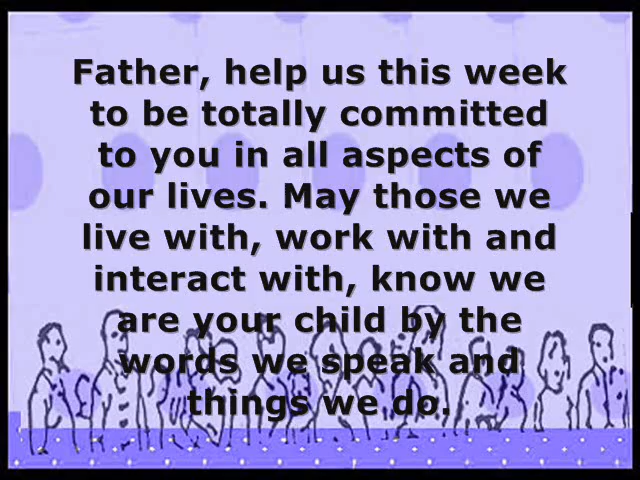 Father, help us this week
to be totally committed
to you in all aspects of
our lives. May those we
live with, work with and
interact with, know we
are your child by the
words we speak and
things we do.